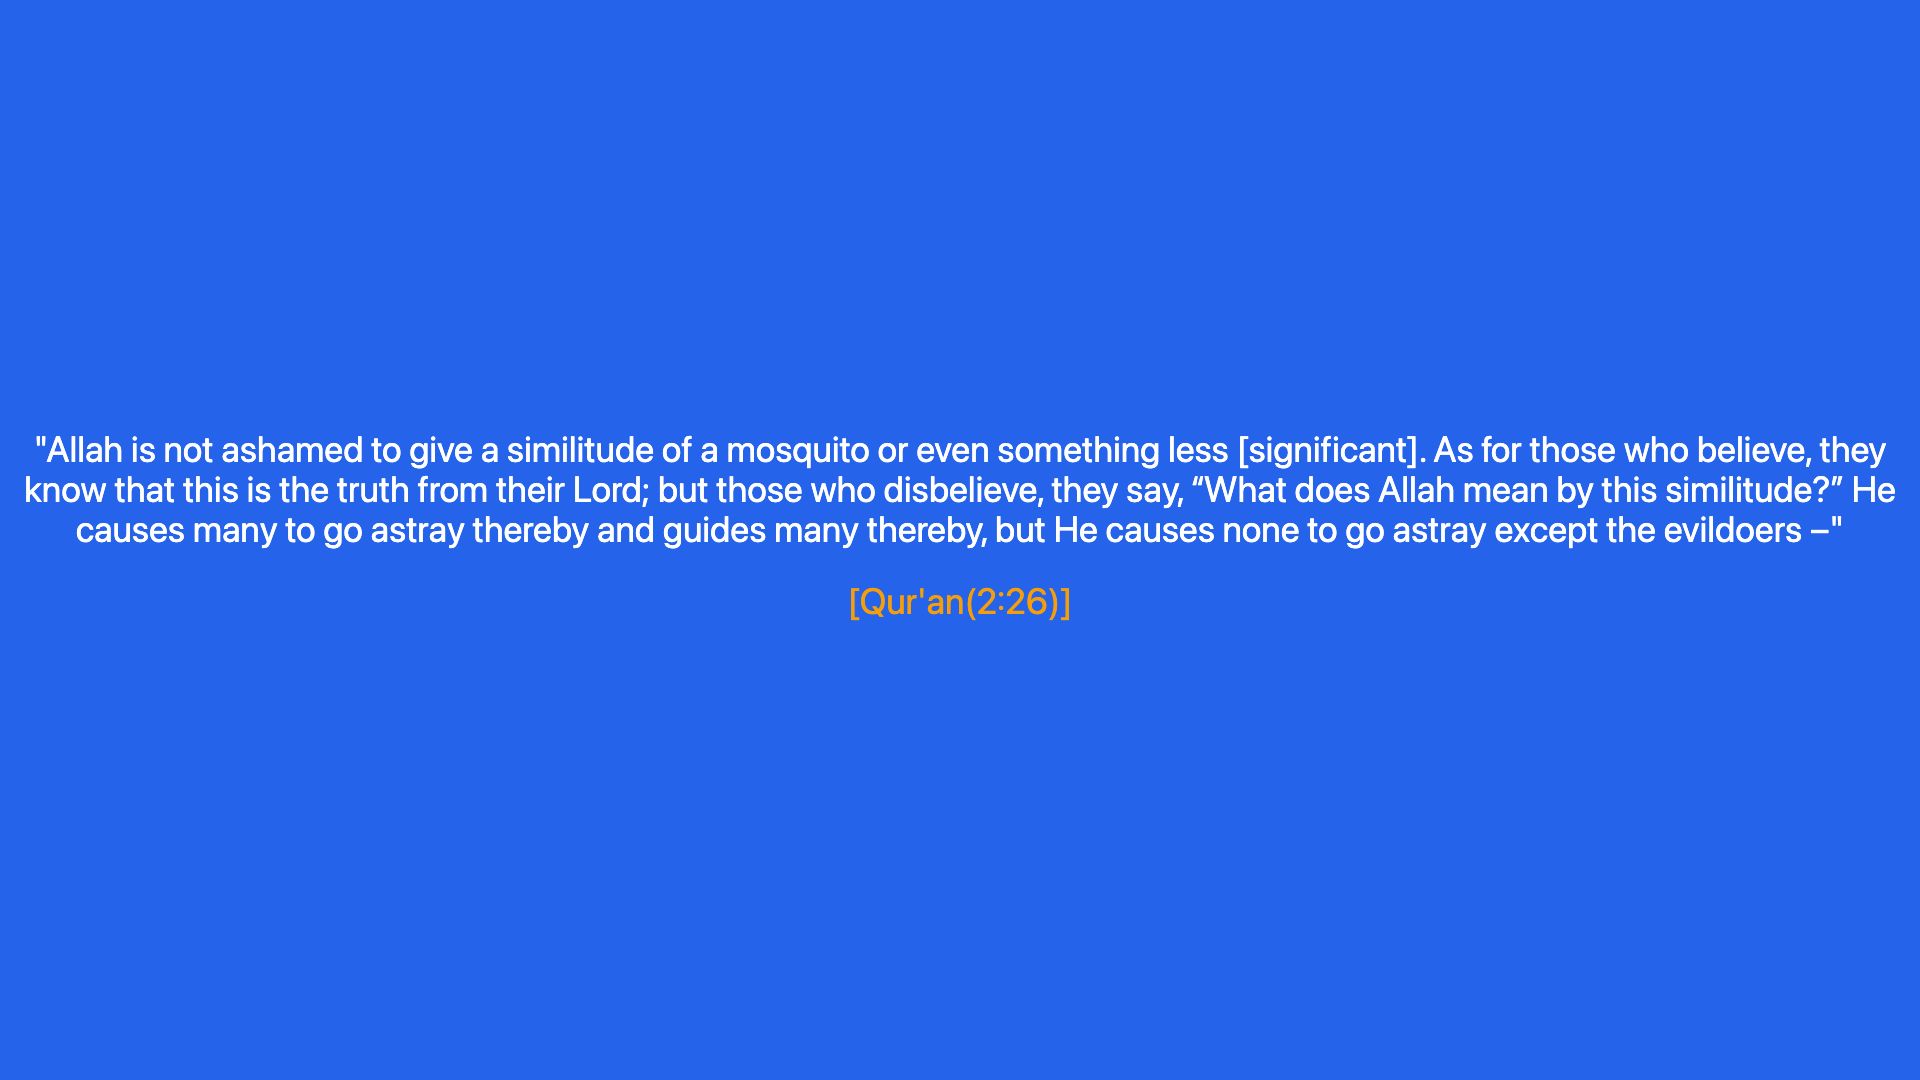 "Allah is not ashamed to give a similitude of a mosquito or even something less [significant]. As for those who believe, they
know that this is the truth from their Lord; but those who disbelieve, they say, “What does Allah mean by this similitude?” He
causes many to go astray thereby and guides many thereby, but He causes none to go astray except the evildoers –"
[Qur'an(2:26)]